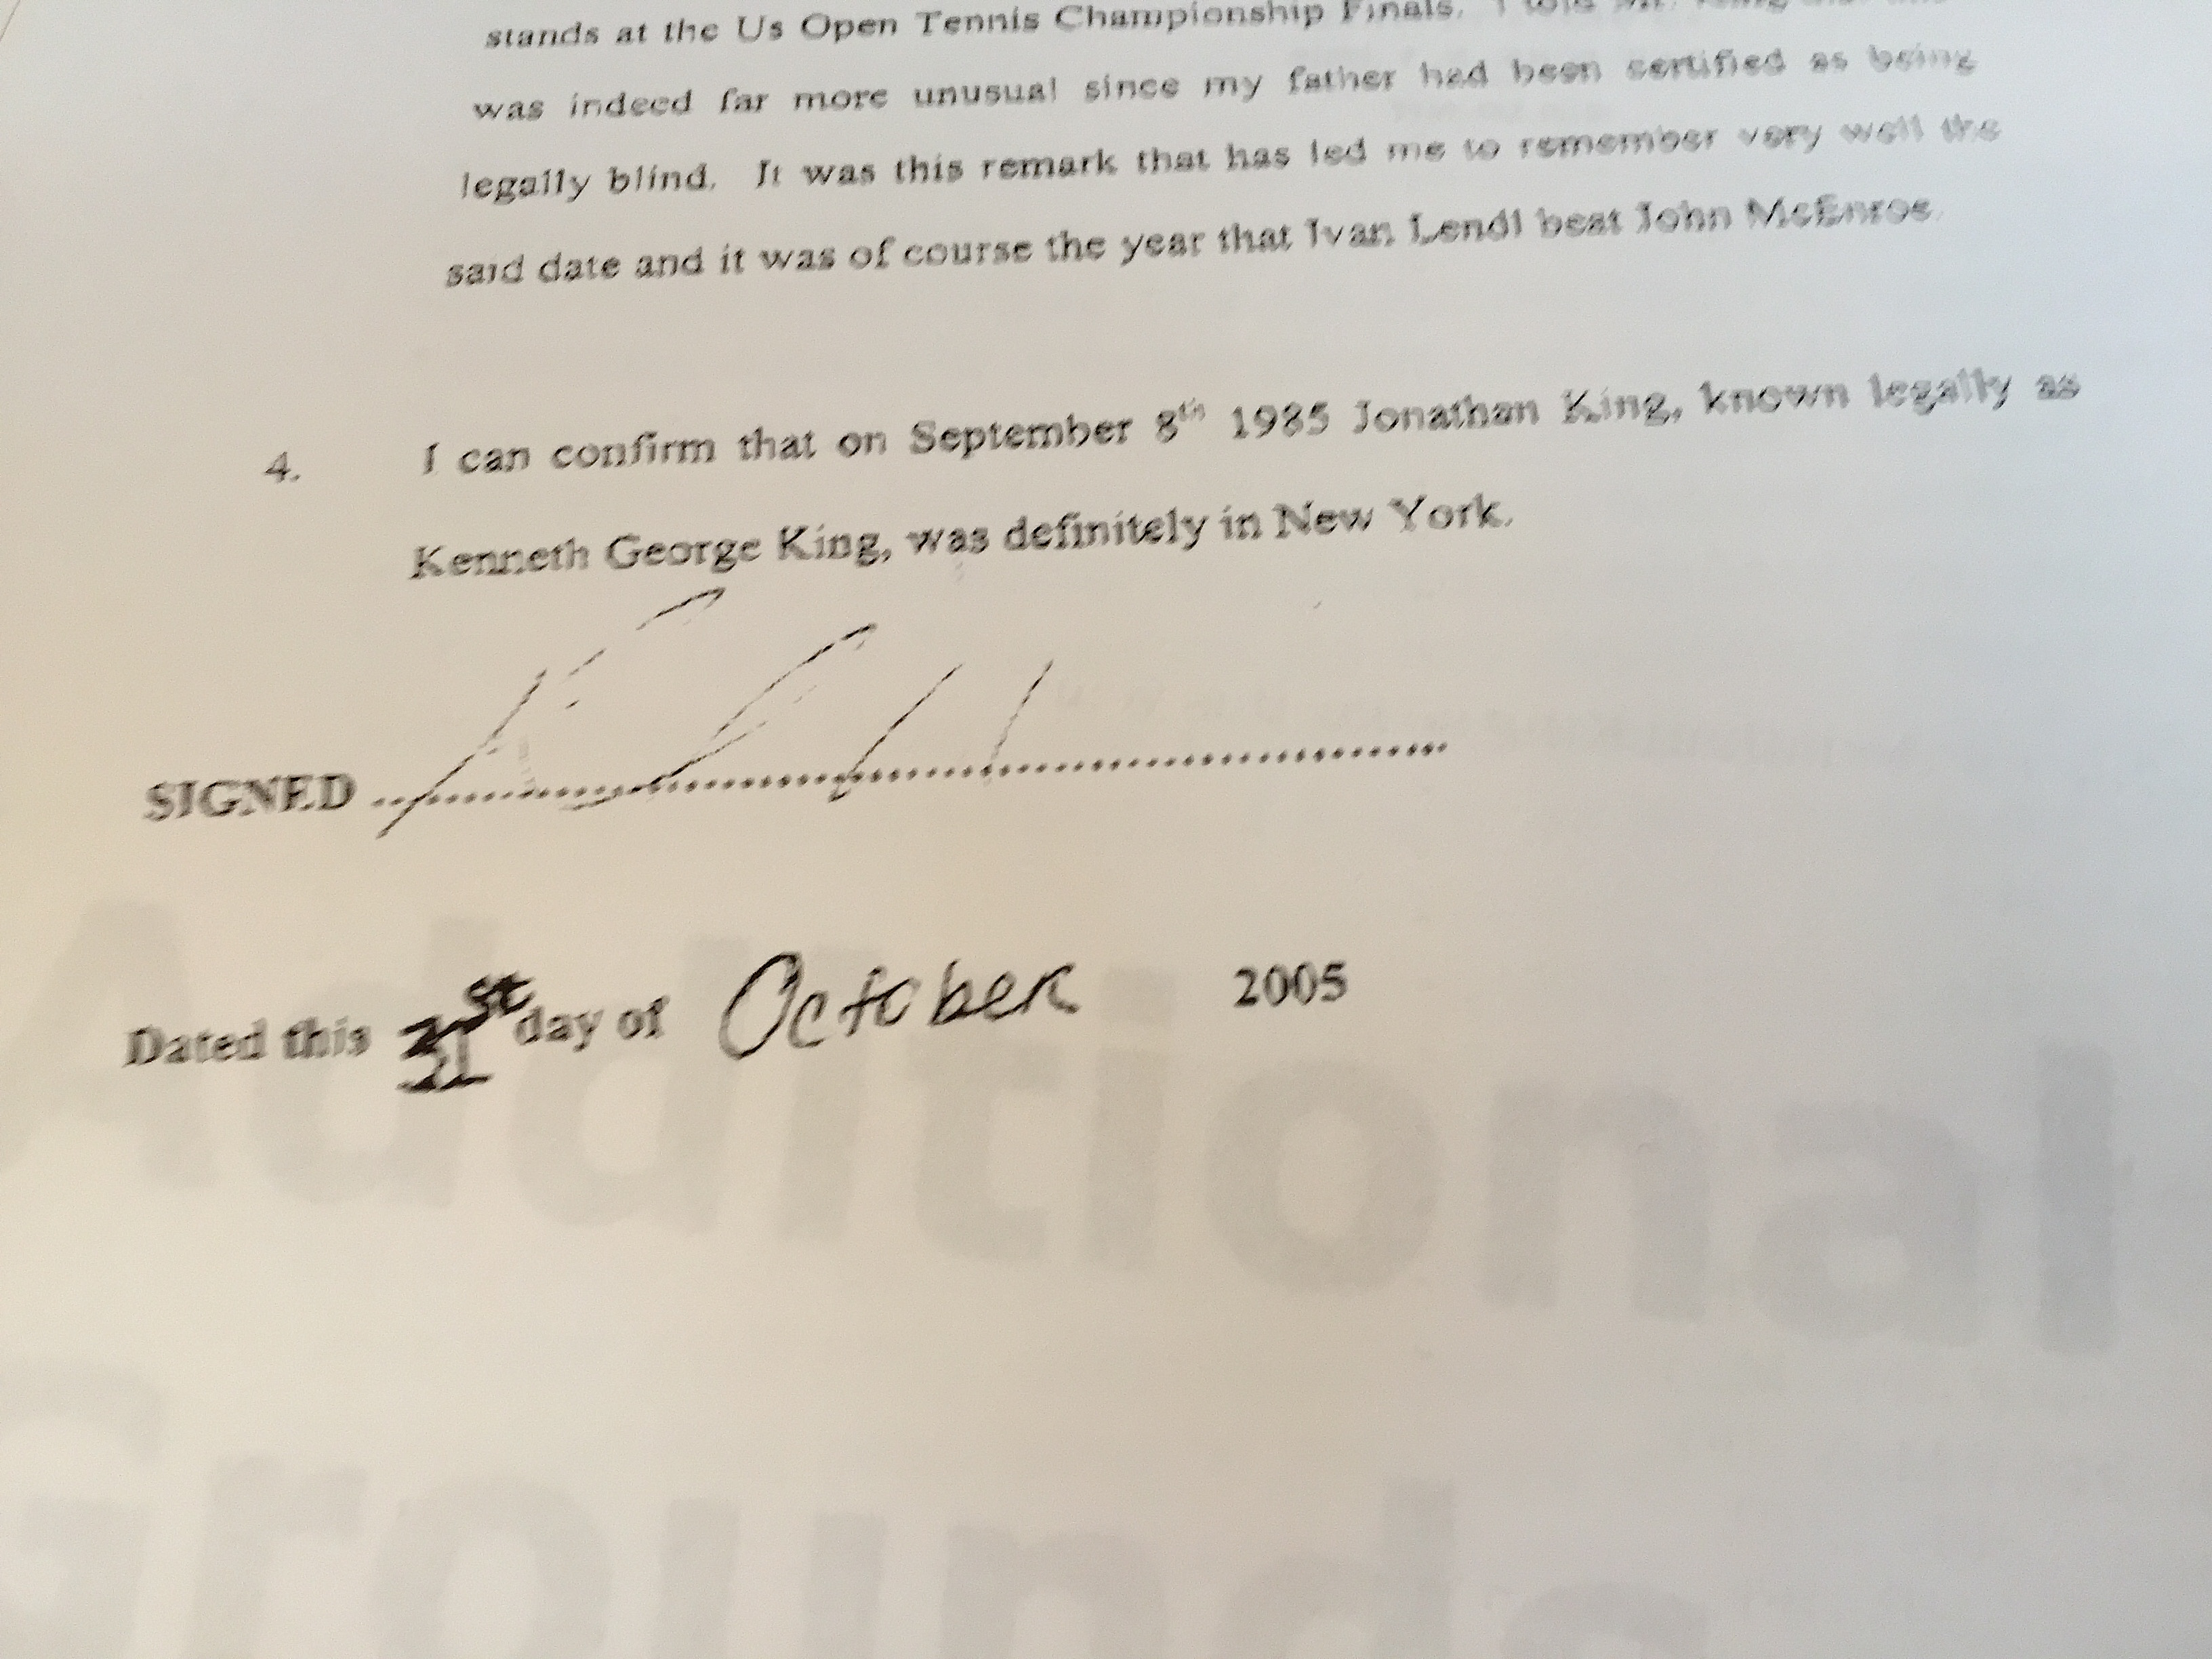 stands at the Us Open Tennis Championship Finals. I told Mr. King
was indeed far more unusual since my father had been certified as being
legally blind. It was this remark that has led me to remember very well the
said date and it was of course the year that Ivan Lendl beat John McEnroe.
4. I can confirm that on September 8th 1985 Jonathan King, known legally as
Kenneth George King, was definitely in New York.
SIGNED
Dated this 31st day of October 2005
Additional
Grounds